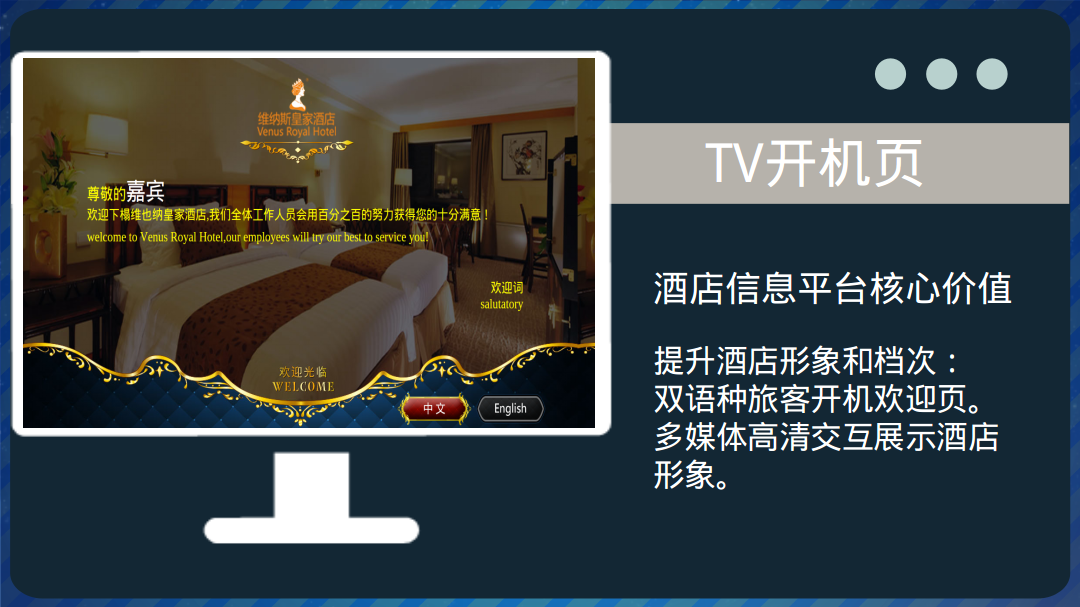 维纳斯皇家酒店
Venus Royal Hotel
尊敬的嘉宾
欢迎下榻维也纳皇家酒店,我们全体工作人员会用百分之百的努力获得您的十分满意！
welcome to Venus Royal Hotel,our employees will try our best to service you!
欢迎词
salutatory
欢迎光临
WELCOME
中文
English
TV开机页
酒店信息平台核心价值
提升酒店形象和档次：
双语种旅客开机欢迎页。
多媒体高清交互展示酒店
形象。